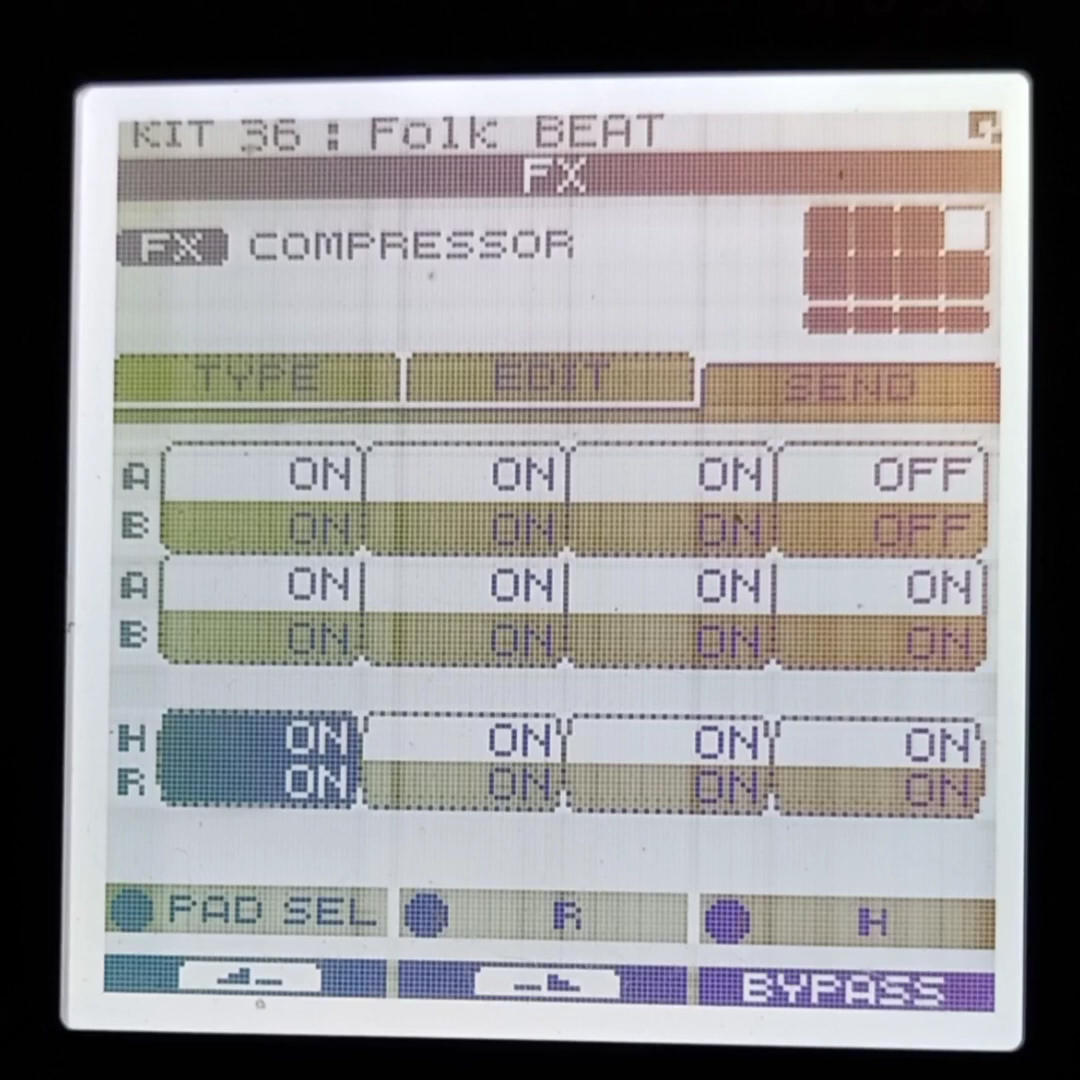 KIT 36 : Folk BEAT
FX
FX COMPRESSOR
TYPE EDIT SEND
A ON ON ON OFF
B ON ON ON OFF
A ON ON ON ON
B ON ON ON ON
H ON ON ON ON
R ON ON ON ON
PAD SEL R H
BYPASS